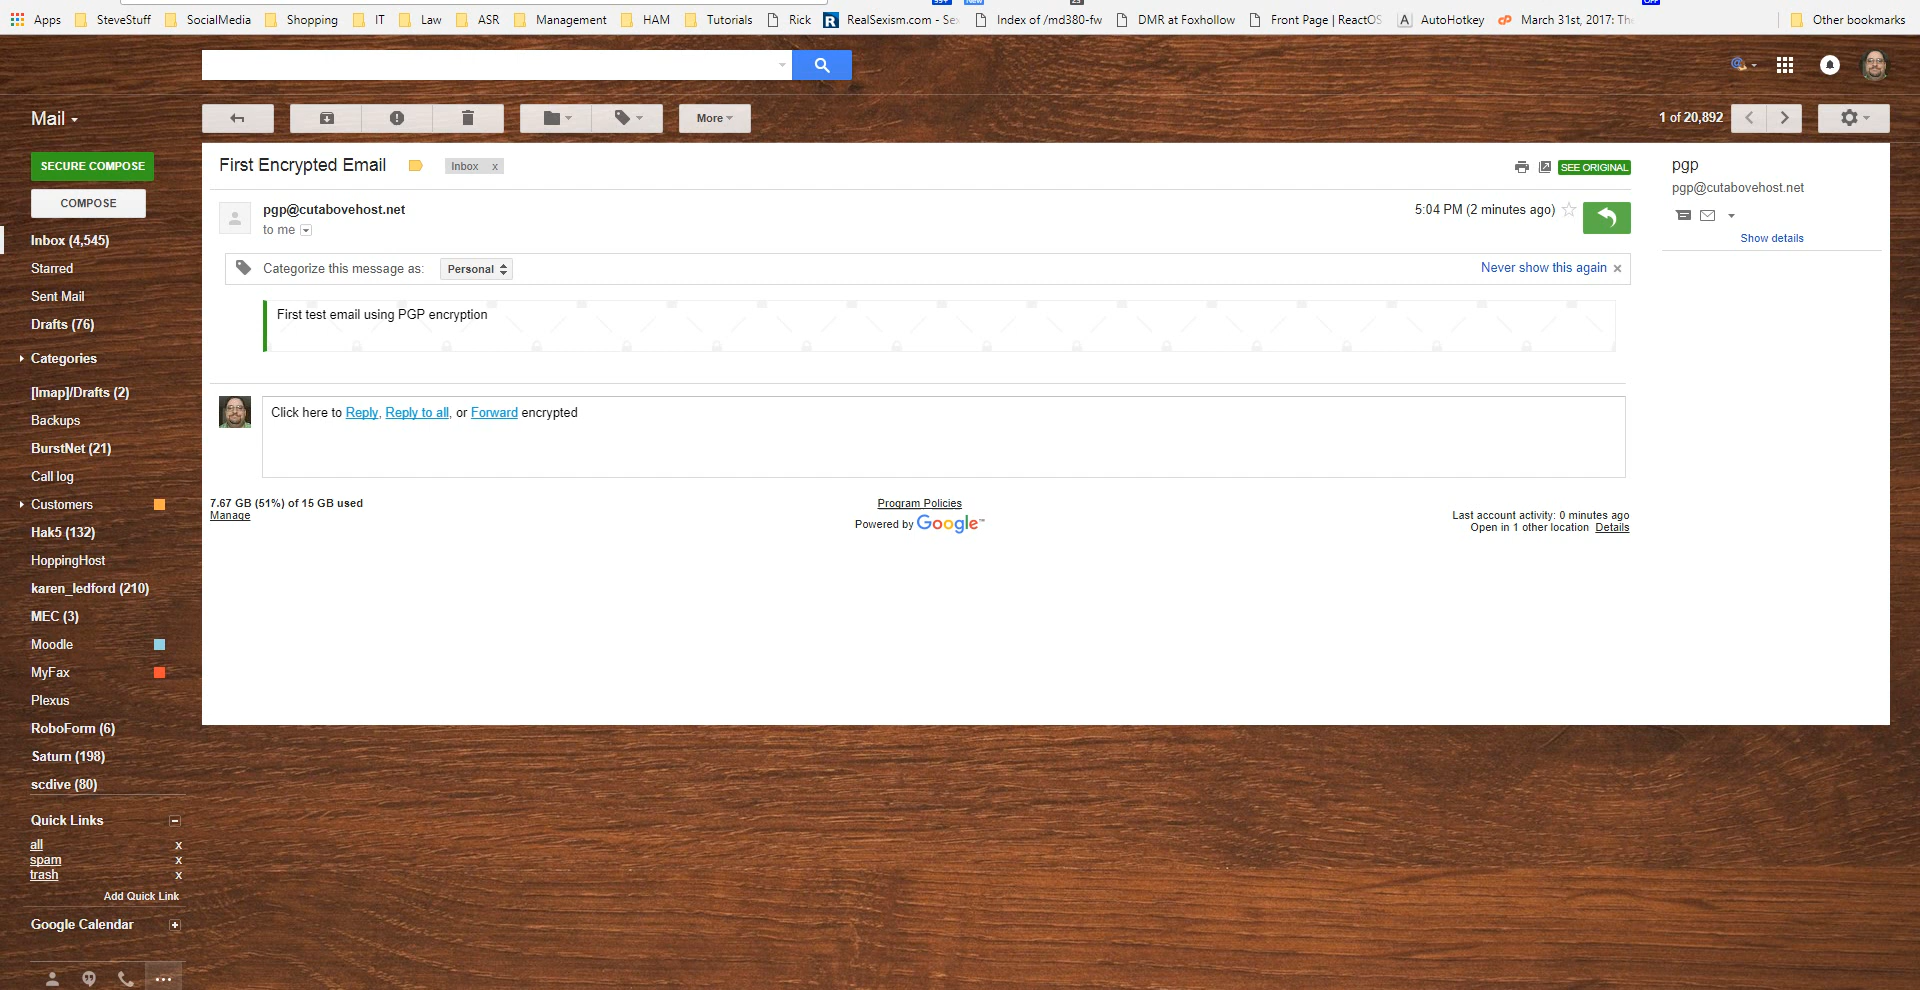 99+ New 23 OFF
Apps SteveStuff SocialMedia Shopping IT Law ASR Management HAM Tutorials Rick RealSexism.com - Se Index of /md380-fw DMR at Foxhollow Front Page | ReactOS AutoHotkey March 31st, 2017: The Other bookmarks
Mail
More
1 of 20,892
SECURE COMPOSE
COMPOSE
Inbox (4,545)
Starred
Sent Mail
Drafts (76)
Categories
[Imap]/Drafts (2)
Backups
BurstNet (21)
Call log
Customers
Hak5 (132)
HoppingHost
karen_ledford (210)
MEC (3)
Moodle
MyFax
Plexus
RoboForm (6)
Saturn (198)
scdive (80)
Quick Links
all x
spam x
trash x
Add Quick Link
Google Calendar
First Encrypted Email Inbox x SEE ORIGINAL
pgp@cutabovehost.net 5:04 PM (2 minutes ago)
to me
Categorize this message as: Personal Never show this again x
First test email using PGP encryption
Click here to Reply, Reply to all, or Forward encrypted
7.67 GB (51%) of 15 GB used
Manage
Program Policies
Powered by Google™
Last account activity: 0 minutes ago
Open in 1 other location Details
pgp
pgp@cutabovehost.net
Show details